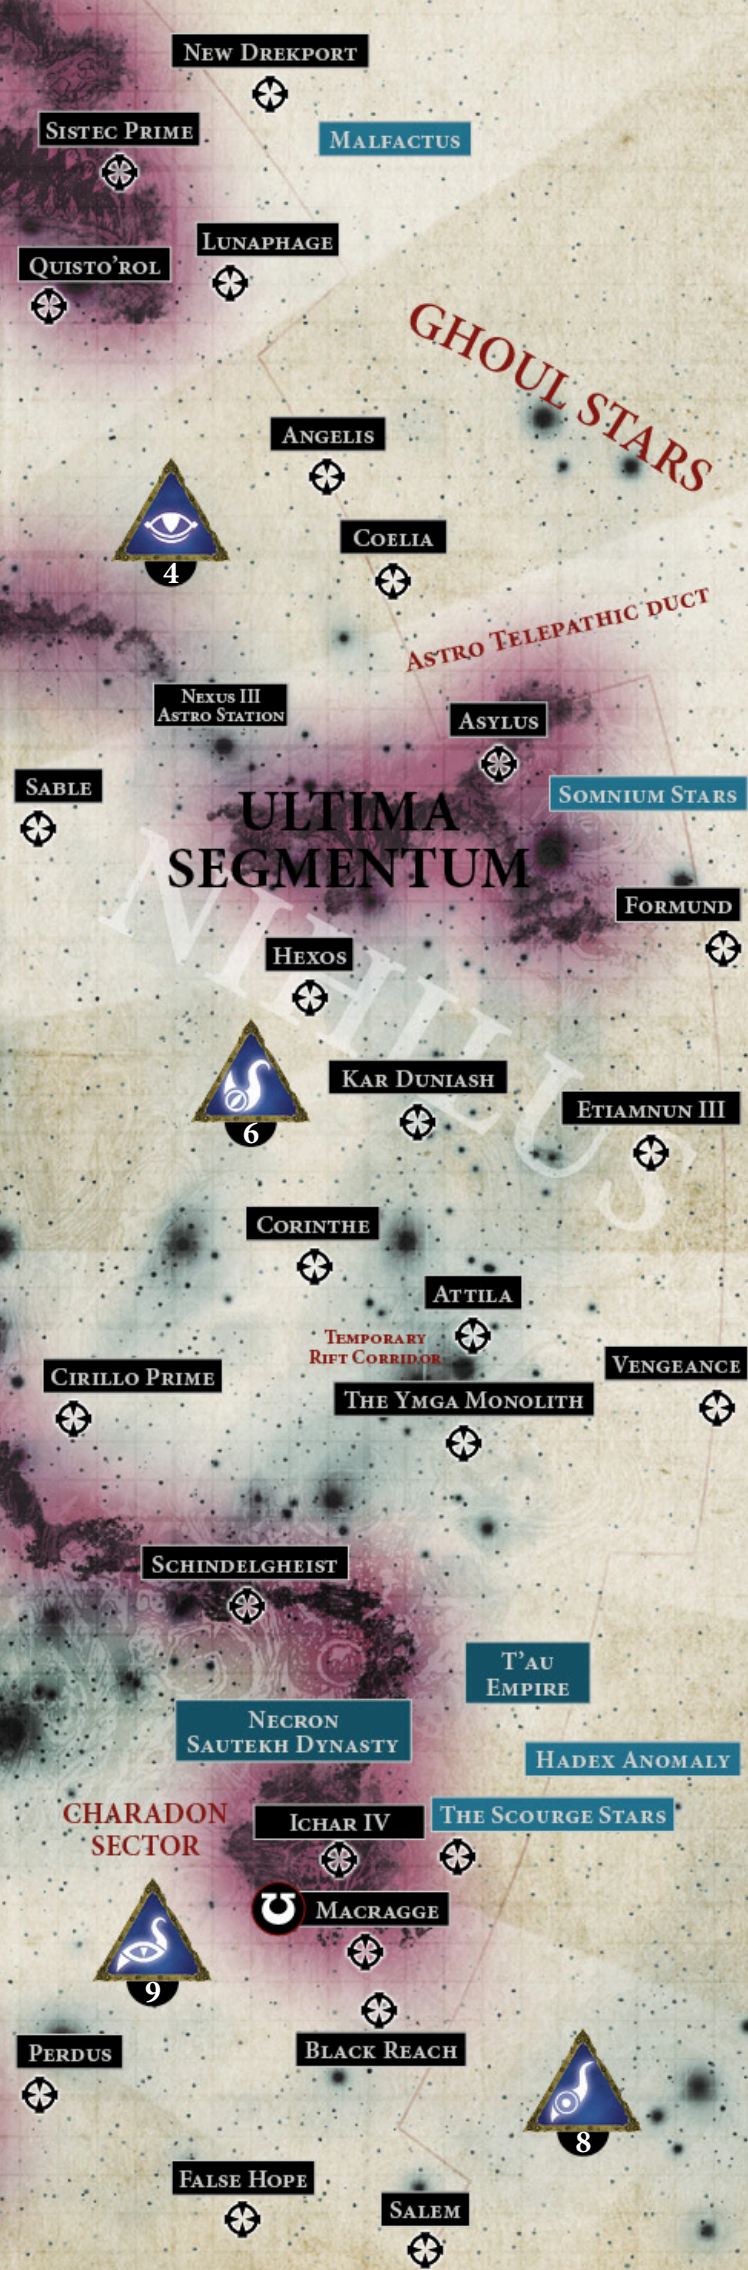 New Drekport
Sistec Prime
Malfactus
Lunaphage
Quisto'rol
GHOUL STARS
Angelis
4
Coelia
Astro Telepathic duct
Nexus III
Astro Station
Asylus
Sable
Somnium Stars
ULTIMA
SEGMENTUM
NIHILUS
Formund
Hexos
6
Kar Duniash
Etiamnun III
Corinthe
Attila
Temporary
Rift Corridor
Vengeance
Cirillo Prime
The Ymga Monolith
Schindelgheist
T'au
Empire
Necron
Sautekh Dynasty
Hadex Anomaly
CHARADON
SECTOR
Ichar IV
The Scourge Stars
Macragge
9
Black Reach
Perdus
8
False Hope
Salem